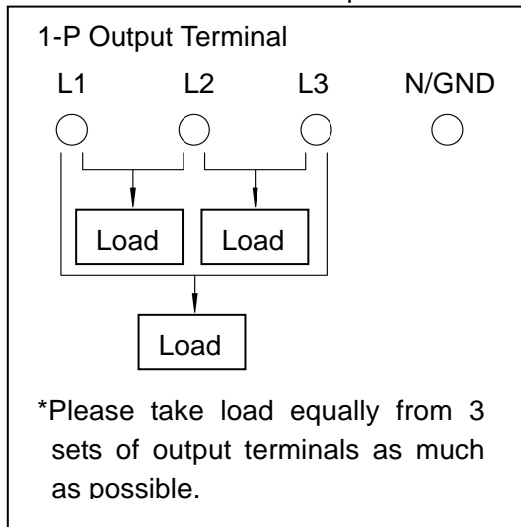 1-P Output Terminal
L1 L2 L3 N/GND
Load Load
Load
*Please take load equally from 3
sets of output terminals as much
as possible.